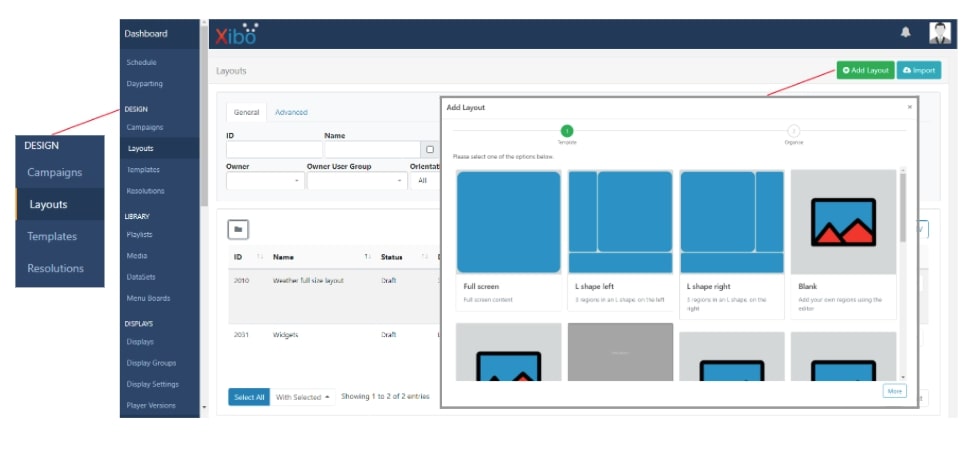 DESIGN
Campaigns
Layouts
Templates
Resolutions
Dashboard
Schedule
Dayparting
DESIGN
Campaigns
Layouts
Templates
Resolutions
LIBRARY
Playlists
Media
DataSets
Menu Boards
DISPLAYS
Displays
Display Groups
Display Settings
Player Versions
Xibo
Layouts
Add Layout
Import
General
Advanced
ID
Name
Owner
Owner User Group
Orientat
All
ID
Name
Status
2010
Weather full size layout
Draft
2031
Widgets
Draft
Select All
With Selected
Showing 1 to 2 of 2 entries
Add Layout
×
1
Template
2
Organise
Please select one of the options below.
Full screen
Full screen content
L shape left
3 regions in an L shape on the left
L shape right
3 regions in an L shape on the
right
Blank
Add your own regions using the
editor
More